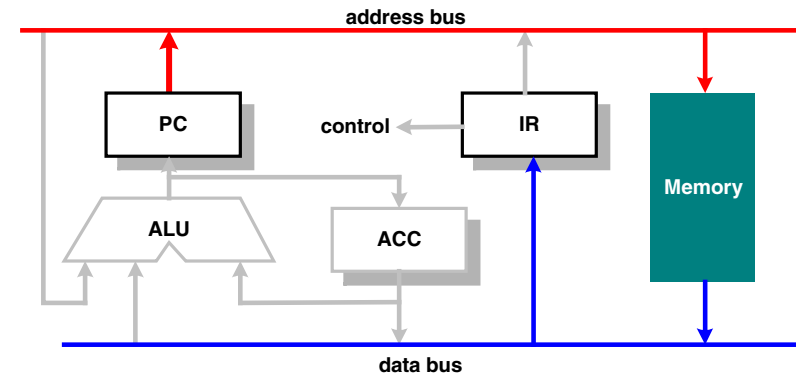 address bus
PC
control
IR
Memory
ALU
ACC
data bus